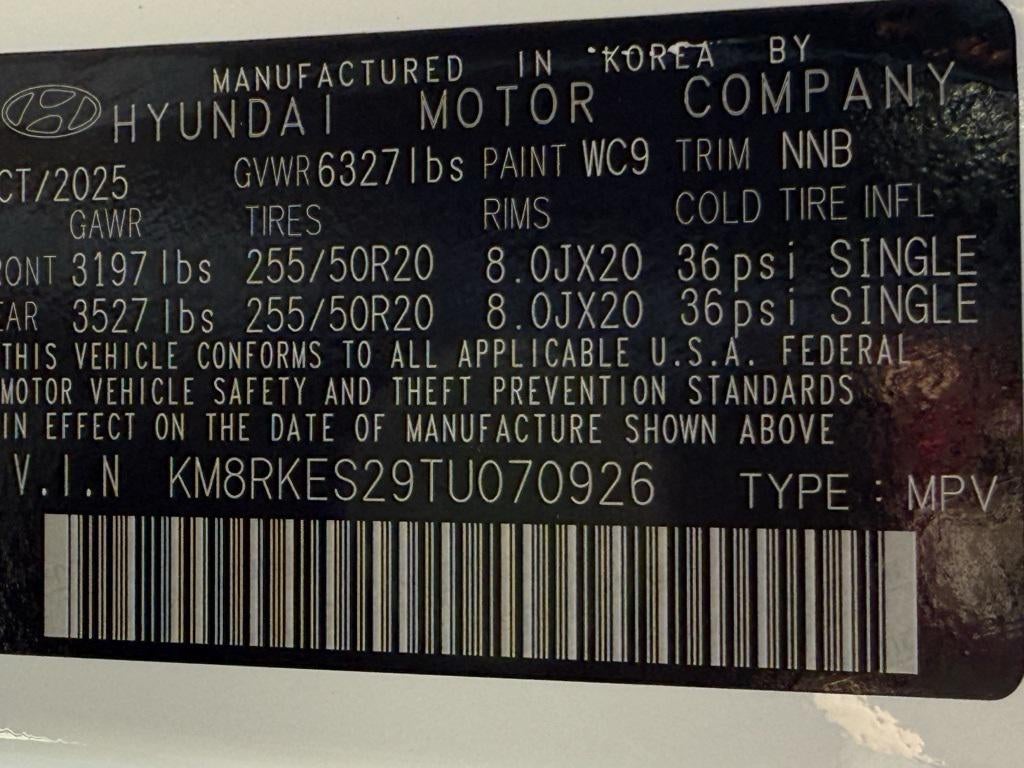 MANUFACTURED IN KOREA BY
HYUNDAI MOTOR COMPANY
CT/2025 GVWR 6327lbs PAINT WC9 TRIM NNB
GAWR TIRES RIMS COLD TIRE INFL
RONT 3197lbs 255/50R20 8.0JX20 36psi SINGLE
EAR 3527lbs 255/50R20 8.0JX20 36psi SINGLE
THIS VEHICLE CONFORMS TO ALL APPLICABLE U.S.A. FEDERAL
MOTOR VEHICLE SAFETY AND THEFT PREVENTION STANDARDS
IN EFFECT ON THE DATE OF MANUFACTURE SHOWN ABOVE
V.I.N KM8RKES29TU070926 TYPE : MPV